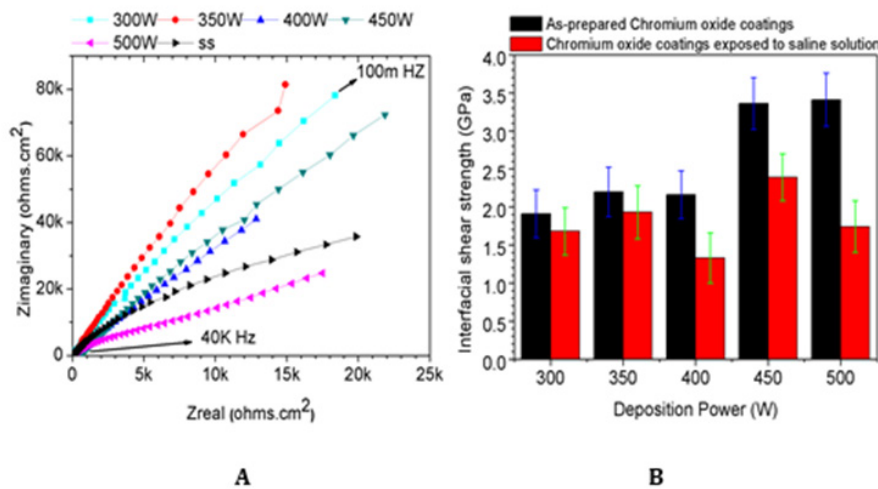 300W 350W 400W 450W
500W ss
100m HZ
80k
60k
40k
20k
0
Zimaginary (ohms.cm2)
40K Hz
0 5k 10k 15k 20k 25k
Zreal (ohms.cm2)
A
As-prepared Chromium oxide coatings
Chromium oxide coatings exposed to saline solution
4.0
3.5
3.0
2.5
2.0
1.5
1.0
0.5
0.0
Interfacial shear strength (GPa)
300 350 400 450 500
Deposition Power (W)
B